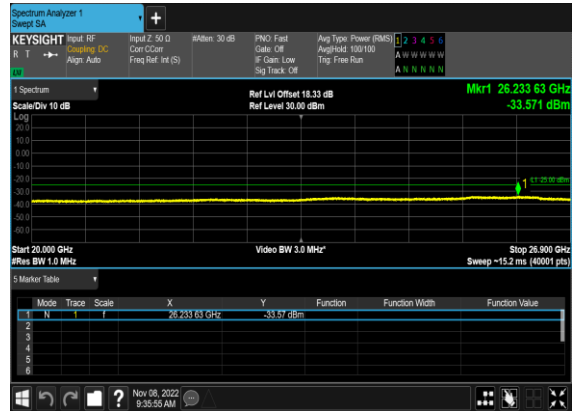 Spectrum Analyzer 1
Swept SA
+
KEYSIGHT Input: RF Input Z: 50 Ω #Atten: 30 dB PNO: Fast Avg Type: Power (RMS) 1 2 3 4 5 6
R T Coupling: DC Corr CCorr Gate: Off Avg|Hold: 100/100 A W W W W W
Align: Auto Freq Ref: Int (S) IF Gain: Low Trig: Free Run
LXI Sig Track: Off A N N N N N
1 Spectrum Ref Lvl Offset 18.33 dB Mkr1 26.233 63 GHz
Scale/Div 10 dB Ref Level 30.00 dBm -33.571 dBm
Log
20.0
10.0
0.00
-10.0
-20.0 1 L1 -25.00 dBm
-30.0
-40.0
-50.0
-60.0
Start 20.000 GHz Video BW 3.0 MHz* Stop 26.900 GHz
#Res BW 1.0 MHz Sweep ~15.2 ms (40001 pts)
5 Marker Table
Mode Trace Scale X Y Function Function Width Function Value
1 N 1 f 26.233 63 GHz -33.57 dBm
2
3
4
5
6
? Nov 08, 2022
9:35:55 AM